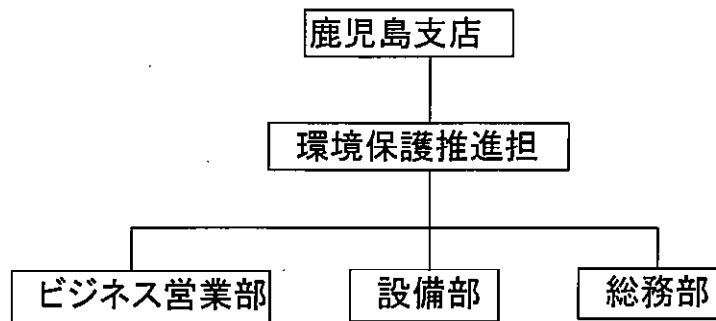 鹿児島支店
環境保護推進担
ビジネス営業部
設備部
総務部